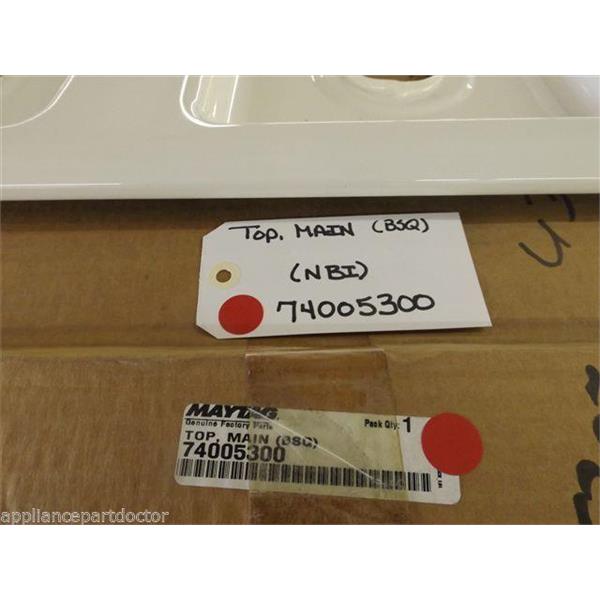 TOP, MAIN (BSQ)
(NBI)
74005300
MAYTAG
Genuine Factory Parts
Pack Qty: 1
TOP, MAIN (BSQ)
74005300
appliancepartdoctor